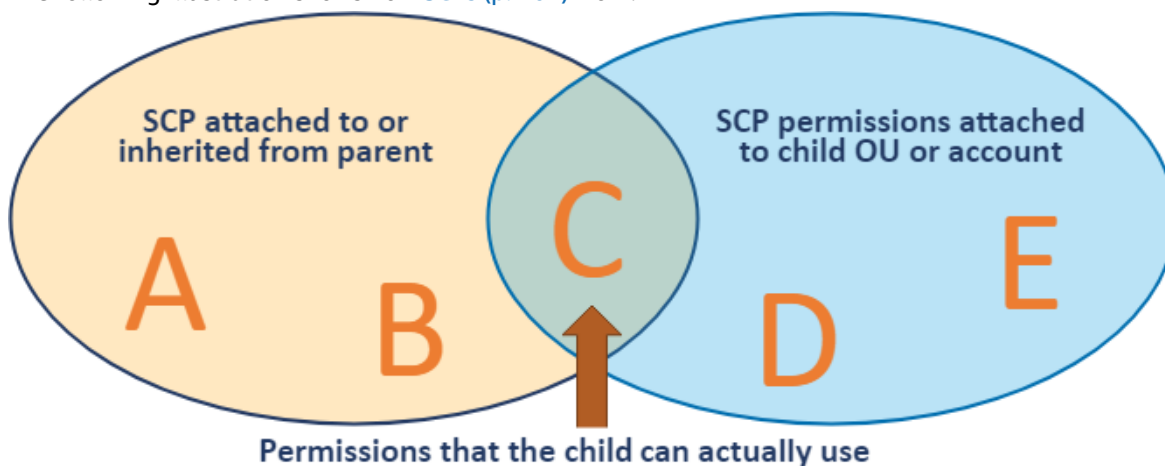 SCP attached to or
inherited from parent
SCP permissions attached
to child OU or account
A
B
C
D
E
Permissions that the child can actually use